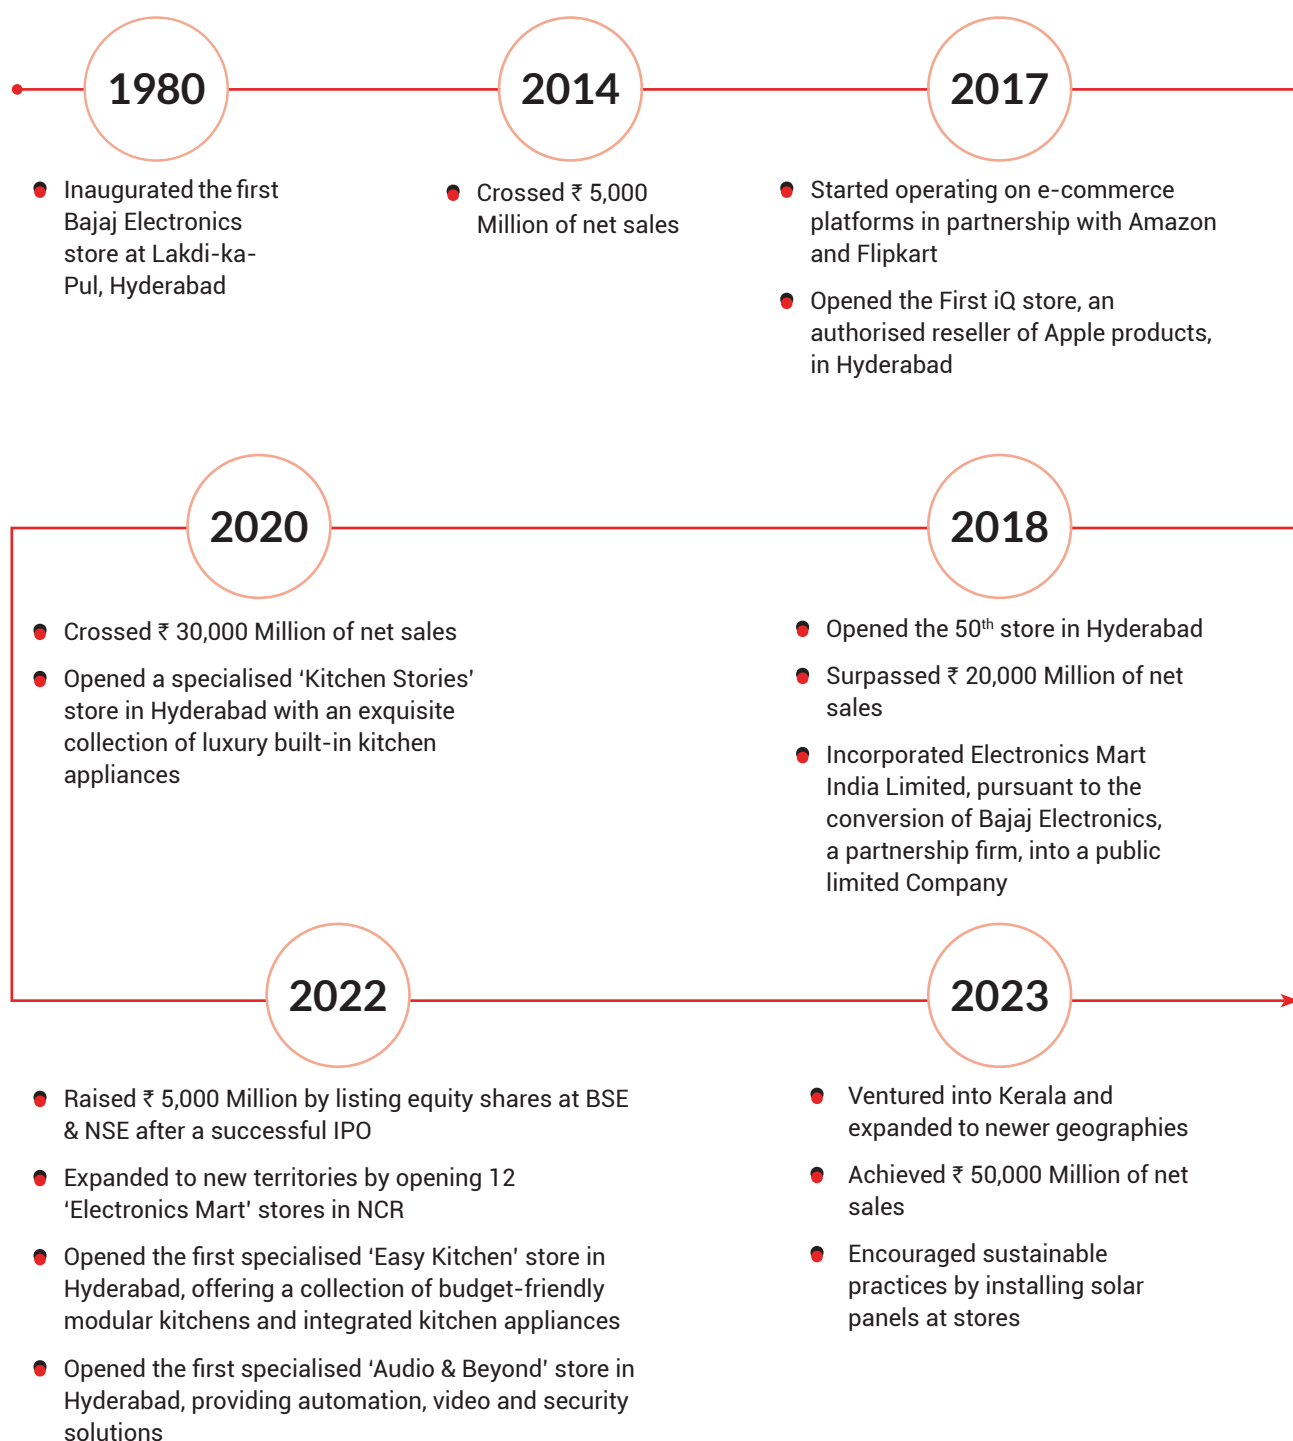 1980
Inaugurated the first
Bajaj Electronics
store at Lakdi-ka-
Pul, Hyderabad
2014
Crossed ₹ 5,000
Million of net sales
2017
Started operating on e-commerce
platforms in partnership with Amazon
and Flipkart
Opened the First iQ store, an
authorised reseller of Apple products,
in Hyderabad
2020
Crossed ₹ 30,000 Million of net sales
Opened a specialised ‘Kitchen Stories’
store in Hyderabad with an exquisite
collection of luxury built-in kitchen
appliances
2018
Opened the 50th store in Hyderabad
Surpassed ₹ 20,000 Million of net
sales
Incorporated Electronics Mart
India Limited, pursuant to the
conversion of Bajaj Electronics,
a partnership firm, into a public
limited Company
2022
Raised ₹ 5,000 Million by listing equity shares at BSE
& NSE after a successful IPO
Expanded to new territories by opening 12
‘Electronics Mart’ stores in NCR
Opened the first specialised ‘Easy Kitchen’ store in
Hyderabad, offering a collection of budget-friendly
modular kitchens and integrated kitchen appliances
Opened the first specialised ‘Audio & Beyond’ store in
Hyderabad, providing automation, video and security
solutions
2023
Ventured into Kerala and
expanded to newer geographies
Achieved ₹ 50,000 Million of net
sales
Encouraged sustainable
practices by installing solar
panels at stores